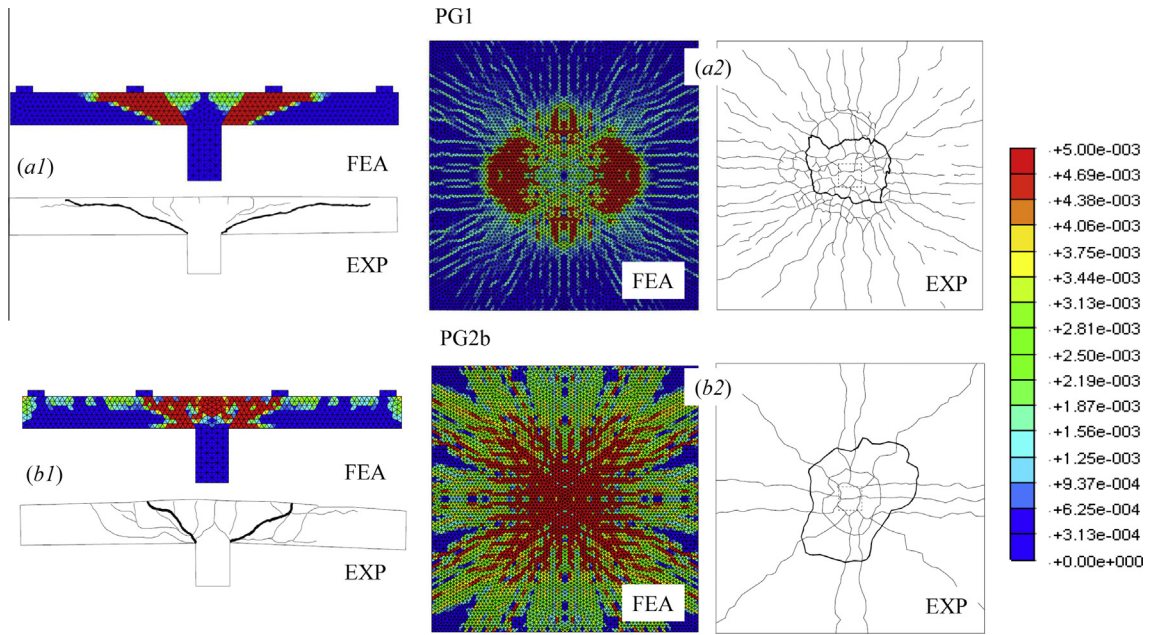 PG1
(a1)
FEA
EXP
(a2)
FEA
EXP
PG2b
(b1)
FEA
EXP
(b2)
FEA
EXP
+5.00e-003
+4.69e-003
+4.38e-003
+4.06e-003
+3.75e-003
+3.44e-003
+3.13e-003
+2.81e-003
+2.50e-003
+2.19e-003
+1.87e-003
+1.56e-003
+1.25e-003
+9.37e-004
+6.25e-004
+3.13e-004
+0.00e+000